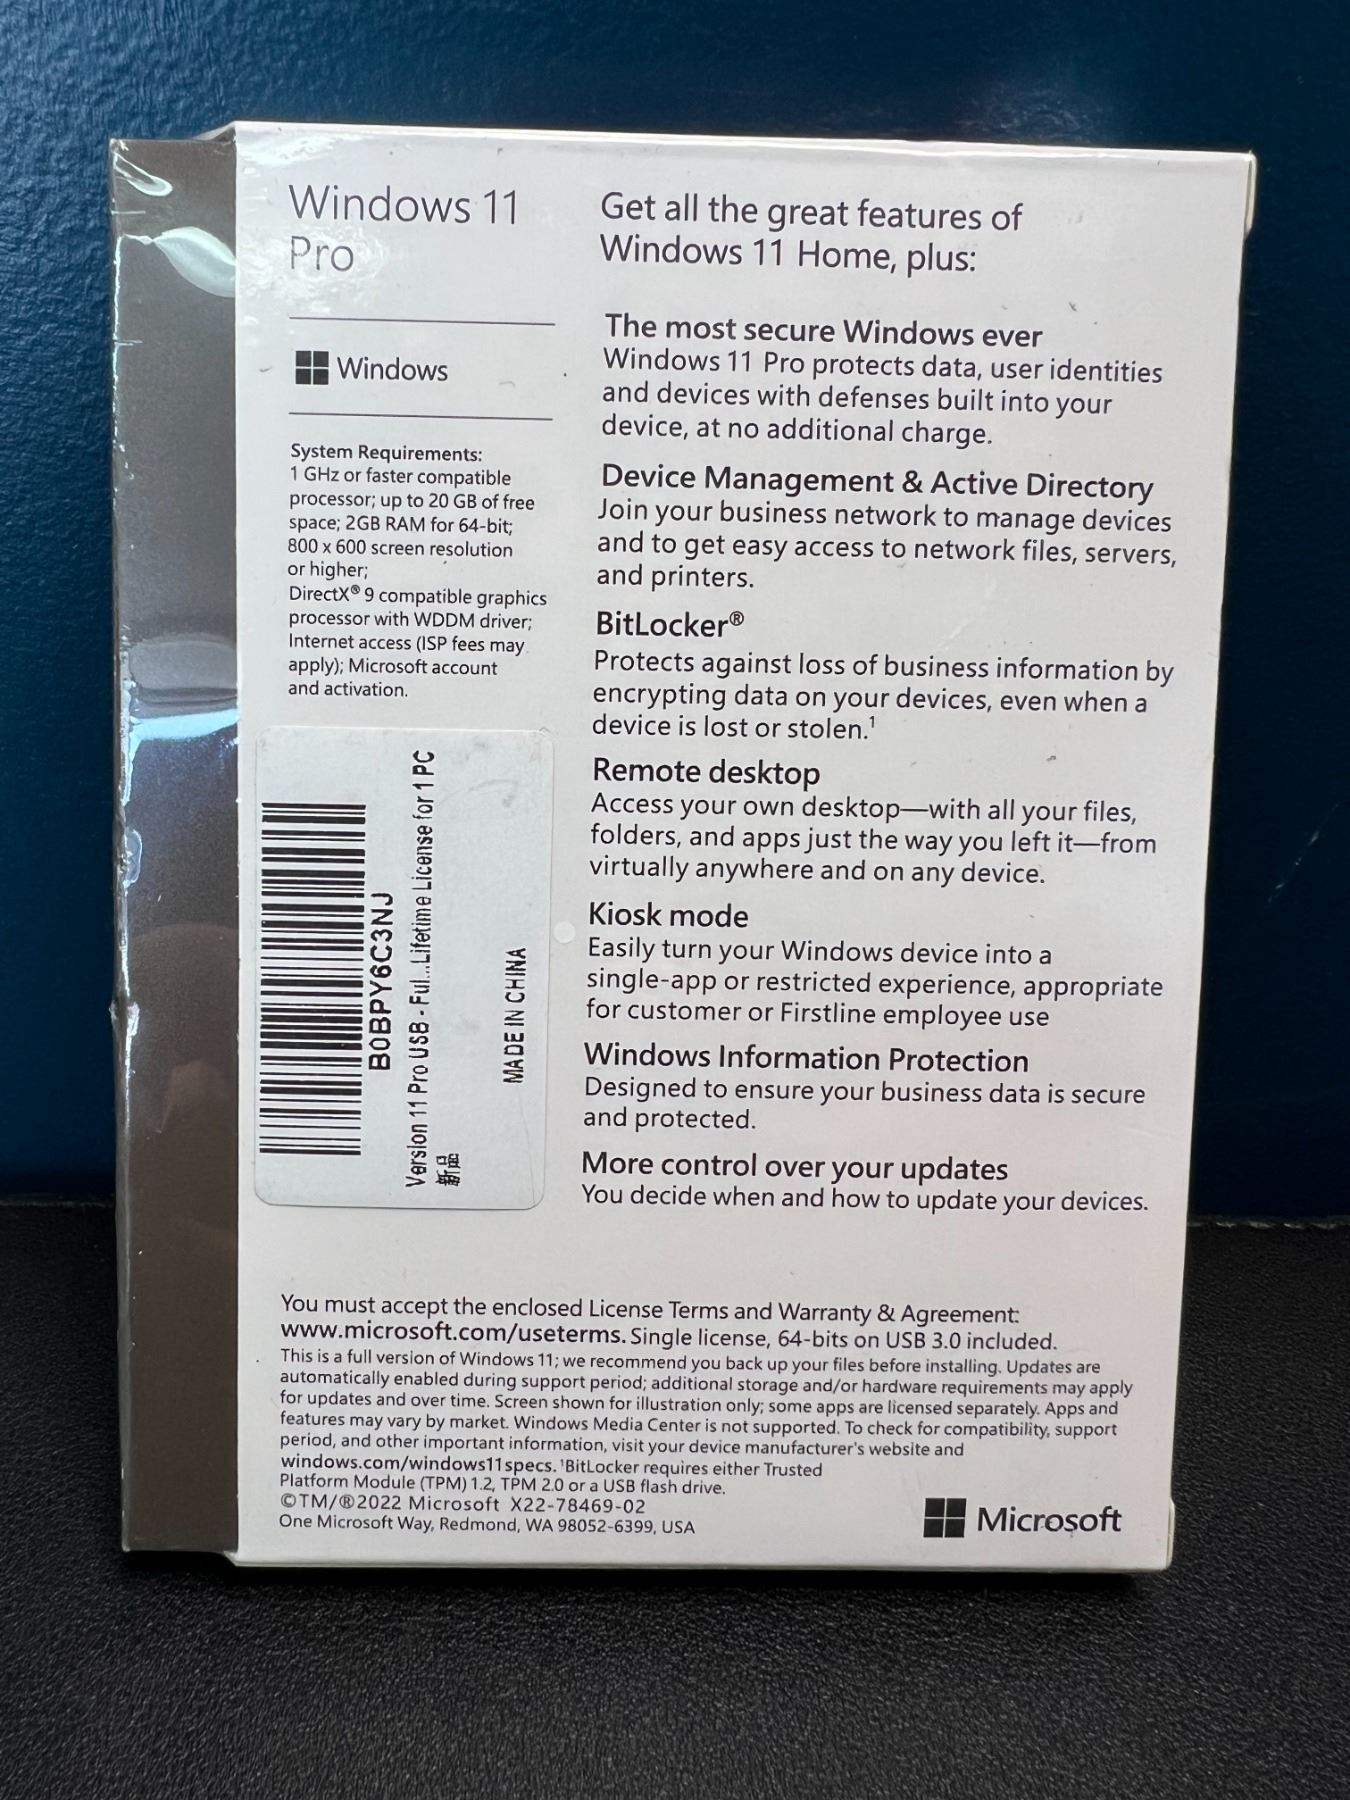 Windows 11
Pro
Windows
System Requirements:
1 GHz or faster compatible
processor; up to 20 GB of free
space; 2GB RAM for 64-bit;
800 x 600 screen resolution
or higher;
DirectX® 9 compatible graphics
processor with WDDM driver;
Internet access (ISP fees may
apply); Microsoft account
and activation.
B0BPY6C3NJ
Version 11 Pro USB - Ful...Lifetime License for 1 PC
新品
MADE IN CHINA
Get all the great features of
Windows 11 Home, plus:
The most secure Windows ever
Windows 11 Pro protects data, user identities
and devices with defenses built into your
device, at no additional charge.
Device Management & Active Directory
Join your business network to manage devices
and to get easy access to network files, servers,
and printers.
BitLocker®
Protects against loss of business information by
encrypting data on your devices, even when a
device is lost or stolen.¹
Remote desktop
Access your own desktop—with all your files,
folders, and apps just the way you left it—from
virtually anywhere and on any device.
Kiosk mode
Easily turn your Windows device into a
single-app or restricted experience, appropriate
for customer or Firstline employee use
Windows Information Protection
Designed to ensure your business data is secure
and protected.
More control over your updates
You decide when and how to update your devices.
You must accept the enclosed License Terms and Warranty & Agreement:
www.microsoft.com/useterms. Single license, 64-bits on USB 3.0 included.
This is a full version of Windows 11; we recommend you back up your files before installing. Updates are
automatically enabled during support period; additional storage and/or hardware requirements may apply
for updates and over time. Screen shown for illustration only; some apps are licensed separately. Apps and
features may vary by market. Windows Media Center is not supported. To check for compatibility, support
period, and other important information, visit your device manufacturer's website and
windows.com/windows11specs. ¹BitLocker requires either Trusted
Platform Module (TPM) 1.2, TPM 2.0 or a USB flash drive.
©TM/®2022 Microsoft X22-78469-02
One Microsoft Way, Redmond, WA 98052-6399, USA
Microsoft